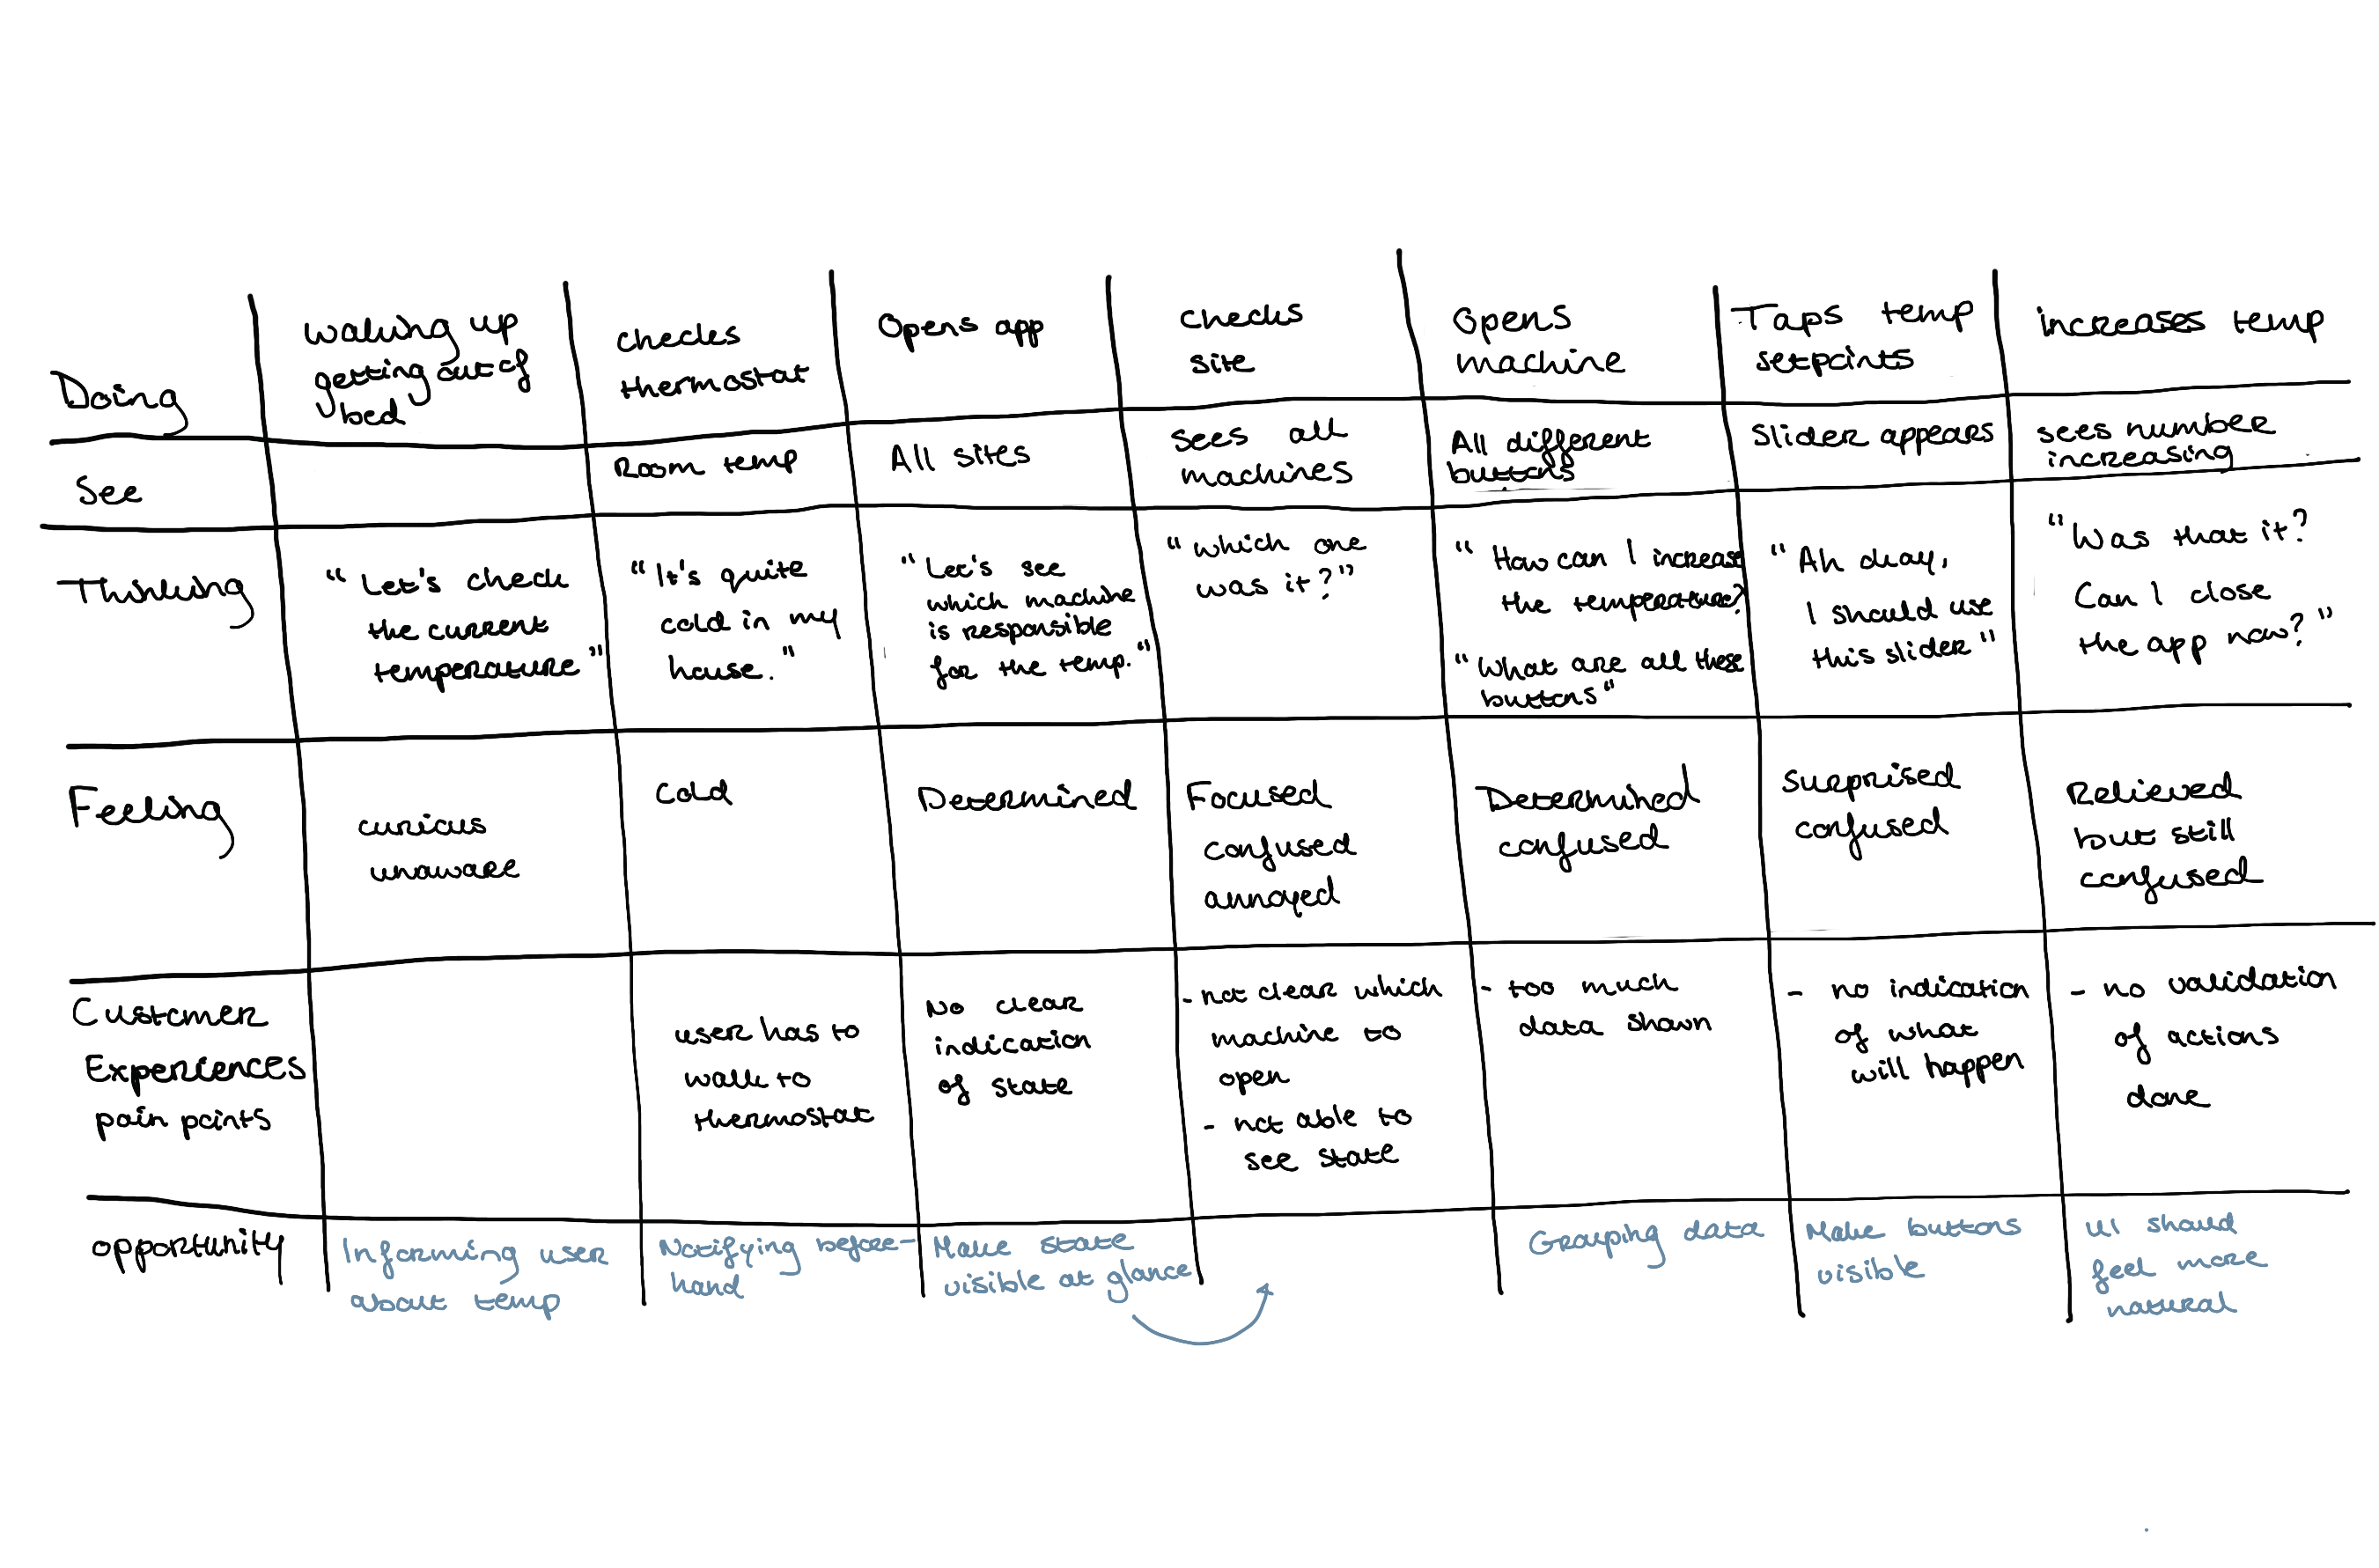 Doing
waking up
getting out of
bed
checks
thermostat
Opens app
checks
site
Opens
machine
Taps temp
setpoints
increases temp
See
Room temp
All sites
Sees all
machines
All different
buttons
Slider appears
sees number
increasing
Thinking
"Let's check
the current
temperature"
"It's quite
cold in my
house."
"Let's see
which machine
is responsible
for the temp."
"which one
was it?"
"How can I increase
the temperature?
"What are all these
buttons"
"Ah okay,
I should use
this slider"
"Was that it?
Can I close
the app now?"
Feeling
curious
unaware
cold
Determined
Focused
confused
annoyed
Determined
confused
Surprised
confused
Relieved
but still
confused
Customer
Experiences
pain points
user has to
walk to
thermostat
No clear
indication
of state
- not clear which
machine to
open
- not able to
see state
- too much
data shown
- no indication
of what
will happen
- no validation
of actions
done
opportunity
Informing user
about temp
Notifying before-
hand
Make state
visible at glance
Grouping data
Make buttons
visible
UI should
feel more
natural